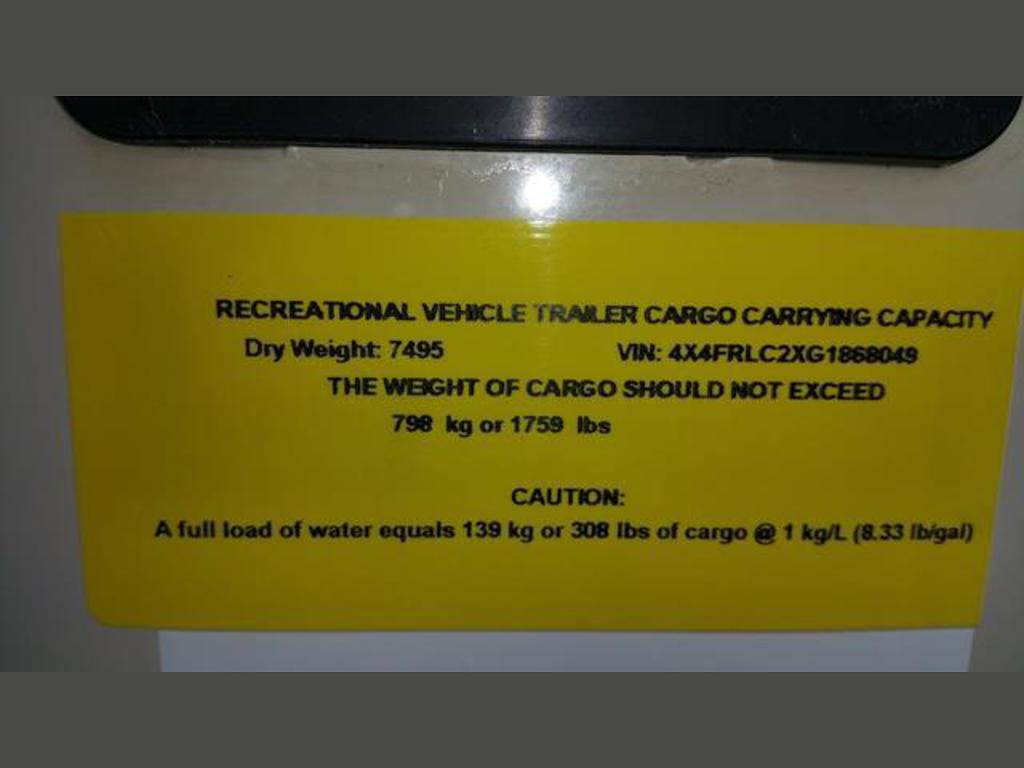 RECREATIONAL VEHICLE TRAILER CARGO CARRYING CAPACITY
Dry Weight: 7495 VIN: 4X4FRLC2XG1868049
THE WEIGHT OF CARGO SHOULD NOT EXCEED
798 kg or 1759 lbs
CAUTION:
A full load of water equals 139 kg or 308 lbs of cargo @ 1 kg/L (8.33 lb/gal)